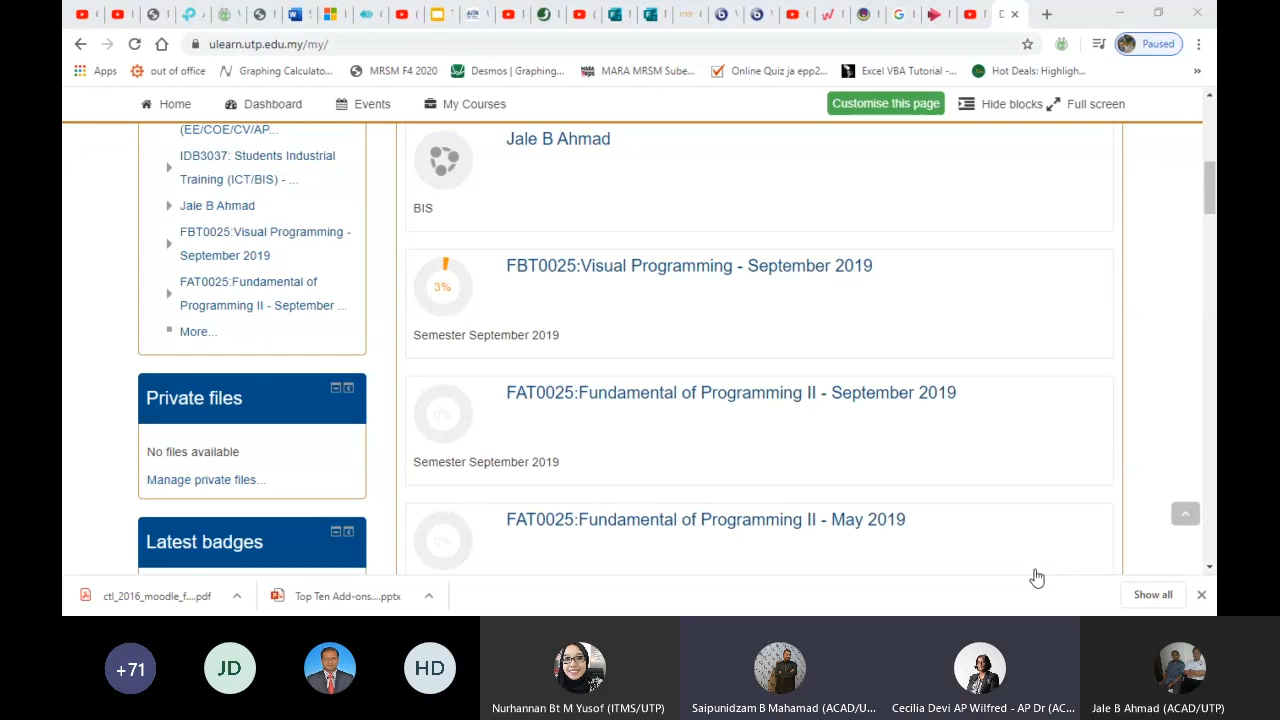 ulearn.utp.edu.my/my/
Paused
Apps
out of office
Graphing Calculato...
MRSM F4 2020
Desmos | Graphing...
MARA MRSM Sube...
Online Quiz ja epp2...
Excel VBA Tutorial -...
Hot Deals: Highligh...
»
Home
Dashboard
Events
My Courses
Customise this page
Hide blocks
Full screen
(EE/COE/CV/AP...
IDB3037: Students Industrial
Training (ICT/BIS) - ...
Jale B Ahmad
FBT0025:Visual Programming -
September 2019
FAT0025:Fundamental of
Programming II - September ...
More...
Private files
No files available
Manage private files...
Latest badges
Jale B Ahmad
BIS
FBT0025:Visual Programming - September 2019
3%
Semester September 2019
FAT0025:Fundamental of Programming II - September 2019
0%
Semester September 2019
FAT0025:Fundamental of Programming II - May 2019
0%
ctl_2016_moodle_f....pdf
Top Ten Add-ons....pptx
Show all
+71
JD
HD
Nurhannan Bt M Yusof (ITMS/UTP)
Saipunidzam B Mahamad (ACAD/U...
Cecilia Devi AP Wilfred - AP Dr (AC...
Jale B Ahmad (ACAD/UTP)